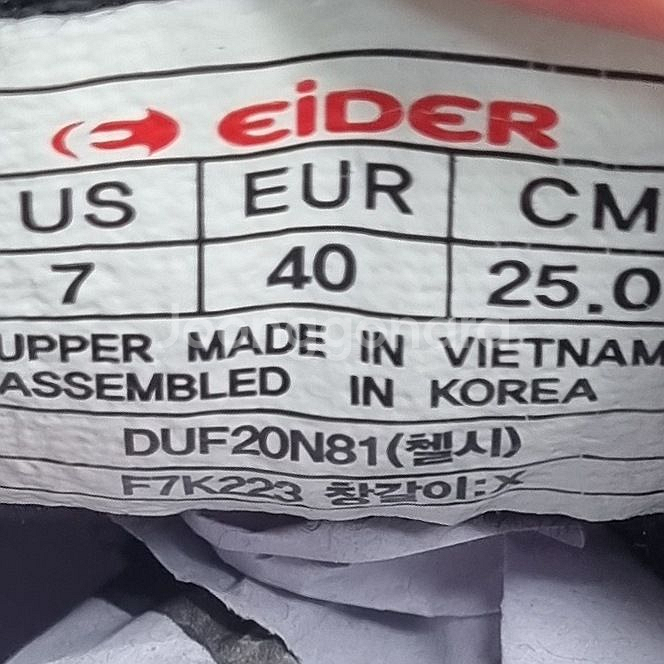 EiDER
US EUR CM
7 40 25.0
UPPER MADE IN VIETNAM
ASSEMBLED IN KOREA
DUF20N81(첼시)
F7K223 창갈이:X